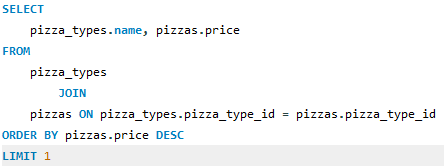 SELECT
    pizza_types.name, pizzas.price
FROM
    pizza_types
        JOIN
    pizzas ON pizza_types.pizza_type_id = pizzas.pizza_type_id
ORDER BY pizzas.price DESC
LIMIT 1